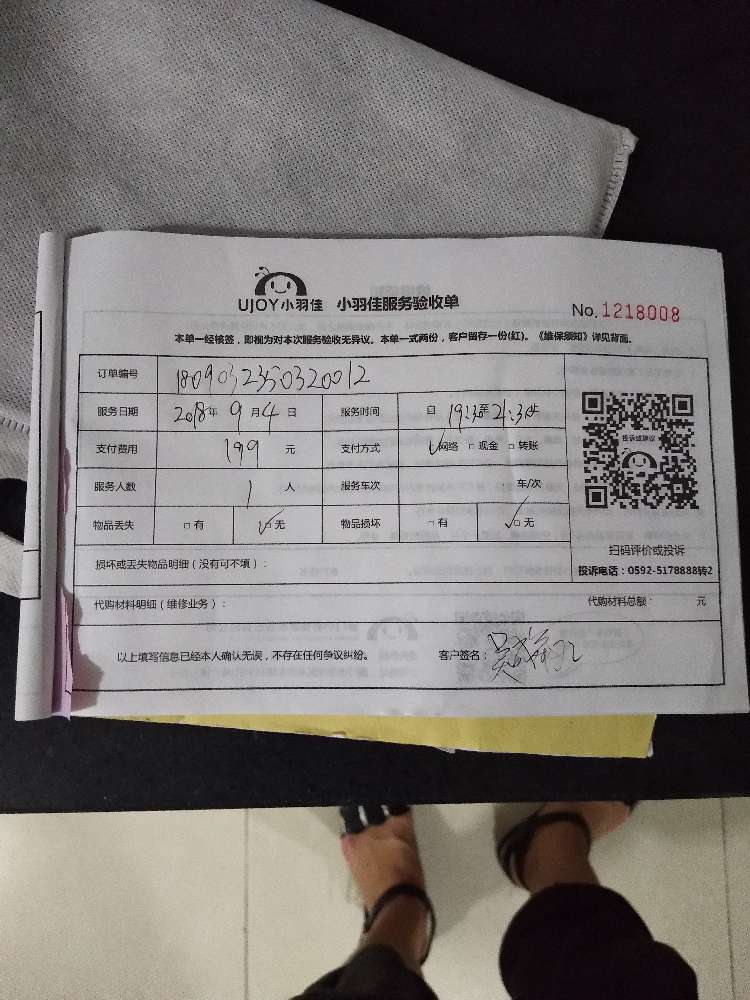 UJOY小羽佳 小羽佳服务验收单 No. 1218008
本单一经核签，即视为对本次服务验收无异议。本单一式两份，客户留存一份(红)。《维保须知》详见背面。
订单编号 18090323580320012
服务日期 2018年 9月 4日 服务时间 自 19:30至21:30止
支付费用 199 元 支付方式 ☑网络 □现金 □转账
服务人数 1 人 服务车次 车/次
物品丢失 □有 ☑无 物品损坏 □有 ☑无
投诉或建议
扫码评价或投诉
投诉电话：0592-5178888转2
损坏或丢失物品明细（没有可不填）：
代购材料明细（维修业务）： 代购材料总额： 元
以上填写信息已经本人确认无误，不存在任何争议纠纷。 客户签名：